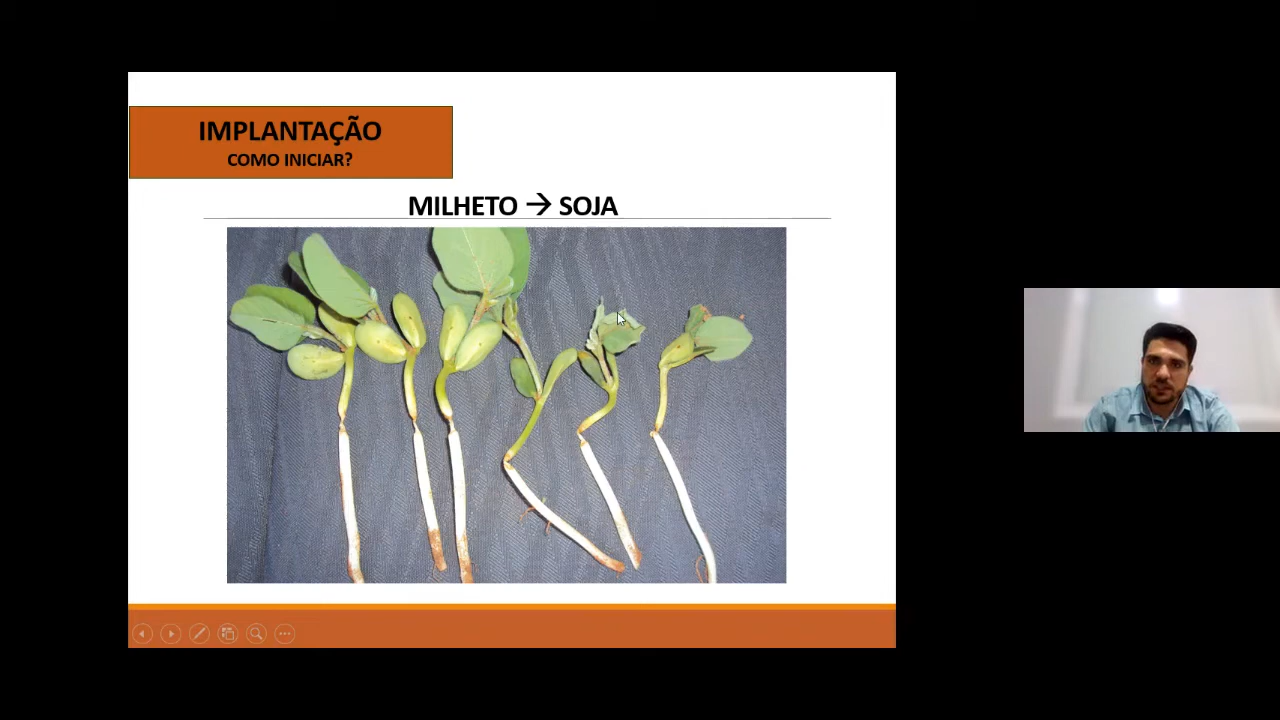 IMPLANTAÇÃO
COMO INICIAR?
MILHETO → SOJA